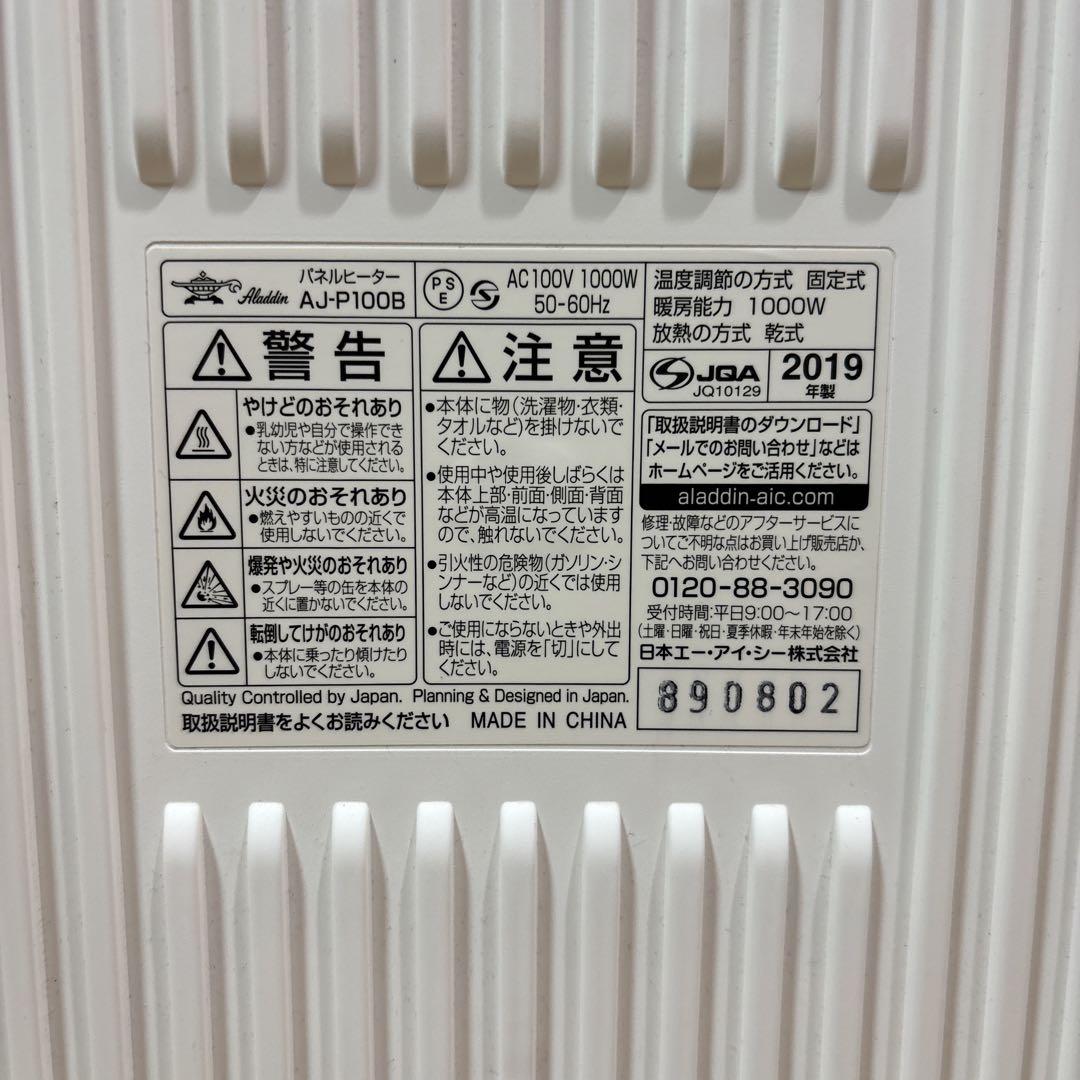 Aladdin
パネルヒーター
AJ-P100B
PS
E
AC100V 1000W
50-60Hz
温度調節の方式 固定式
暖房能力 1000W
放熱の方式 乾式
JQA
JQ10129
2019
年製
警告
やけどのおそれあり
●乳幼児や自分で操作でき
ない方などが使用される
ときは、特に注意してください。
火災のおそれあり
●燃えやすいものの近くで
使用しないでください。
爆発や火災のおそれあり
●スプレー等の缶を本体の
近くに置かないでください。
転倒してけがのおそれあり
●本体に乗ったり傾けたり
しないでください。
注意
●本体に物(洗濯物・衣類・
タオルなど)を掛けないで
ください。
●使用中や使用後しばらくは
本体上部・前面・側面・背面
などが高温になっています
ので、触れないでください。
●引火性の危険物(ガソリン・シ
ンナーなど)の近くでは使用
しないでください。
●ご使用にならないときや外出
時には、電源を「切」にして
ください。
「取扱説明書のダウンロード」
「メールでのお問い合わせ」などは
ホームページをご活用ください。
aladdin-aic.com
修理・故障などのアフターサービスに
ついてご不明な点はお買い上げ販売店か、
下記へお問い合わせください。
0120-88-3090
受付時間:平日9:00〜17:00
(土曜・日曜・祝日・夏季休暇・年末年始を除く)
日本エー・アイ・シー株式会社
890802
Quality Controlled by Japan. Planning & Designed in Japan.
取扱説明書をよくお読みください MADE IN CHINA